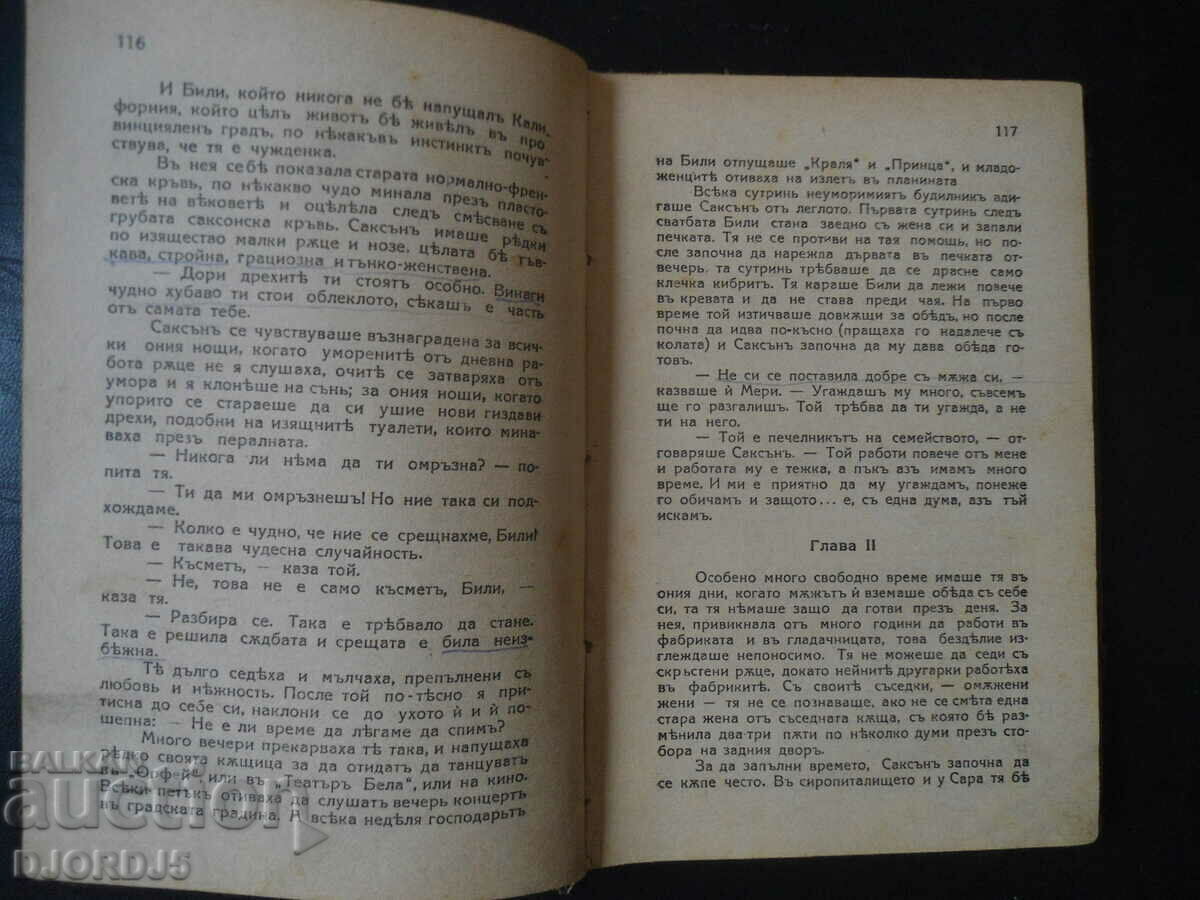 116
И Били, който никога не бѣ напущалъ Кали,
форния, който цѣлъ животъ бѣ живѣлъ въ про
винциаленъ градъ, по нѣкакъвъ инстинктъ почув-
ствува, че тя е чужденка.
Въ нея себѣ показала старата нормално-френ-
ска кръвь, по нѣкакво чудо минала презъ пласто-
ветѣ на вѣковетѣ и оцѣлѣла следъ смѣсване съ
грубата саксонска кръвь. Саксънъ имаше рѣдки
по изящество малки рѫце и нозе, цѣлата бѣ гъв-
кава, стройна, грациозна и тънко-женствена.
— Дори дрехитѣ ти стоятъ особно. Винаги
чудно хубаво ти стои облеклото, сѣкашъ е часть
отъ самата тебе.
Саксънъ се чувствуваше възнаградена за всич-
ки ония нощи, когато уморенитѣ отъ дневна ра-
бота рѫце не я слушаха, очитѣ се затваряха отъ
умора и я клонѣше на сънь; за ония нощи, когато
упорито се стараеше да си ушие нови гиздави
дрехи, подобни на изящнитѣ туалети, които мина-
ваха презъ пералната.
— Никога ли нѣма да ти омръзна? — по-
пита тя.
— Ти да ми омръзнешъ! Но ние така си под-
хождаме.
— Колко е чудно, че ние се срещнахме, Били!
Това е такава чудесна случайность.
— Късметъ, — каза той.
— Не, това не е само късметъ, Били, —
каза тя.
— Разбира се. Така е трѣбвало да стане.
Така е решила сѫдбата и срещата е била неиз-
бѣжна.
Тѣ дълго седѣха и мълчаха, препълнени съ
любовь и нѣжность. После той по-тѣсно я при-
тисна до себе си, наклони се до ухото ѝ и ѝ по-
шепна: — Не е ли време да лѣгаме да спимъ?
Много вечери прекарваха тѣ така, и напущаха
рѣдко своята кѫщица за да отидатъ да танцуватъ
въ „Орфей“, или въ „Театъръ Бела“, или на кино.
Всѣки петъкъ отиваха да слушатъ вечерь концертъ
въ градската градина. А всѣка недѣля господарьтъ
117
на Били отпущаше „Краля“ и „Принца“, и младо-
женцитѣ отиваха на излетъ въ планината
Всѣка сутринь неуморимиятъ будилникъ адиг-
гаше Саксънъ отъ леглото. Първата сутринь следъ
сватбата Били стана заедно съ жена си и запали
печката. Тя не се противи на тая помощь, но по-
сле започна да нарежда дървата въ печката от-
вечерь, та сутринь трѣбваше да се драсне само
клечка кибритъ. Тя караше Били да лежи повече
въ кревата и да не става преди чая. На първо
време той изтичваше довкѫщи за обѣдъ, но после
почна да идва по-късно (пращаха го надалече съ
колата) и Саксънъ започна да му дава обѣда го-
товъ.
— Не си се поставила добре съ мѫжа си, —
казваше ѝ Мери. — Угаждашъ му много, съвсемъ
ще го разгалишъ. Той трѣбва да ти угажда, а не
ти на него.
— Той е печелникътъ на семейството, — от-
говаряше Саксънъ. — Той работи повече отъ мене
и работата му е тежка, а пъкъ азъ имамъ много
време. И ми е приятно да му угаждамъ, понеже
го обичамъ и защото... е, съ една дума, азъ тъй
искамъ.
Глава II
Особено много свободно време имаше тя въ
ония дни, когато мѫжътъ ѝ вземаше обѣда съ себе
си, та тя нѣмаше защо да готви презъ деня. За
нея, привикнала отъ много години да работи въ
фабриката и въ гладачницата, това бездѣлие из-
глеждаше непоносимо. Тя не можеше да седи съ
скръстени рѫце, докато нейнитѣ другарки работѣха
въ фабрикитѣ. Съ своитѣ съседки, — омѫжени
жени — тя не се познаваше, ако не се смѣта една
стара жена отъ съседната кѫща, съ която бѣ раз-
мѣнила два-три пѫти по нѣколко думи презъ сто-
бора на задния дворъ.
За да запълни времето, Саксънъ започна да
се кѫпе често. Въ сиропиталището и у Сара тя бѣ
BALKAN
auction
DJORDJ5